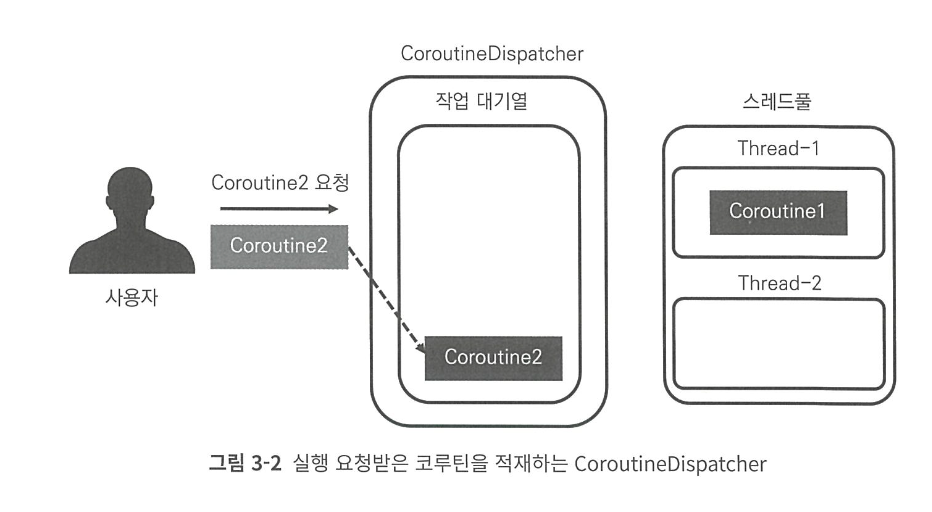 CoroutineDispatcher
작업 대기열
스레드풀
Thread-1
Coroutine2 요청
Coroutine1
Coroutine2
사용자
Thread-2
Coroutine2
그림 3-2 실행 요청받은 코루틴을 적재하는 CoroutineDispatcher